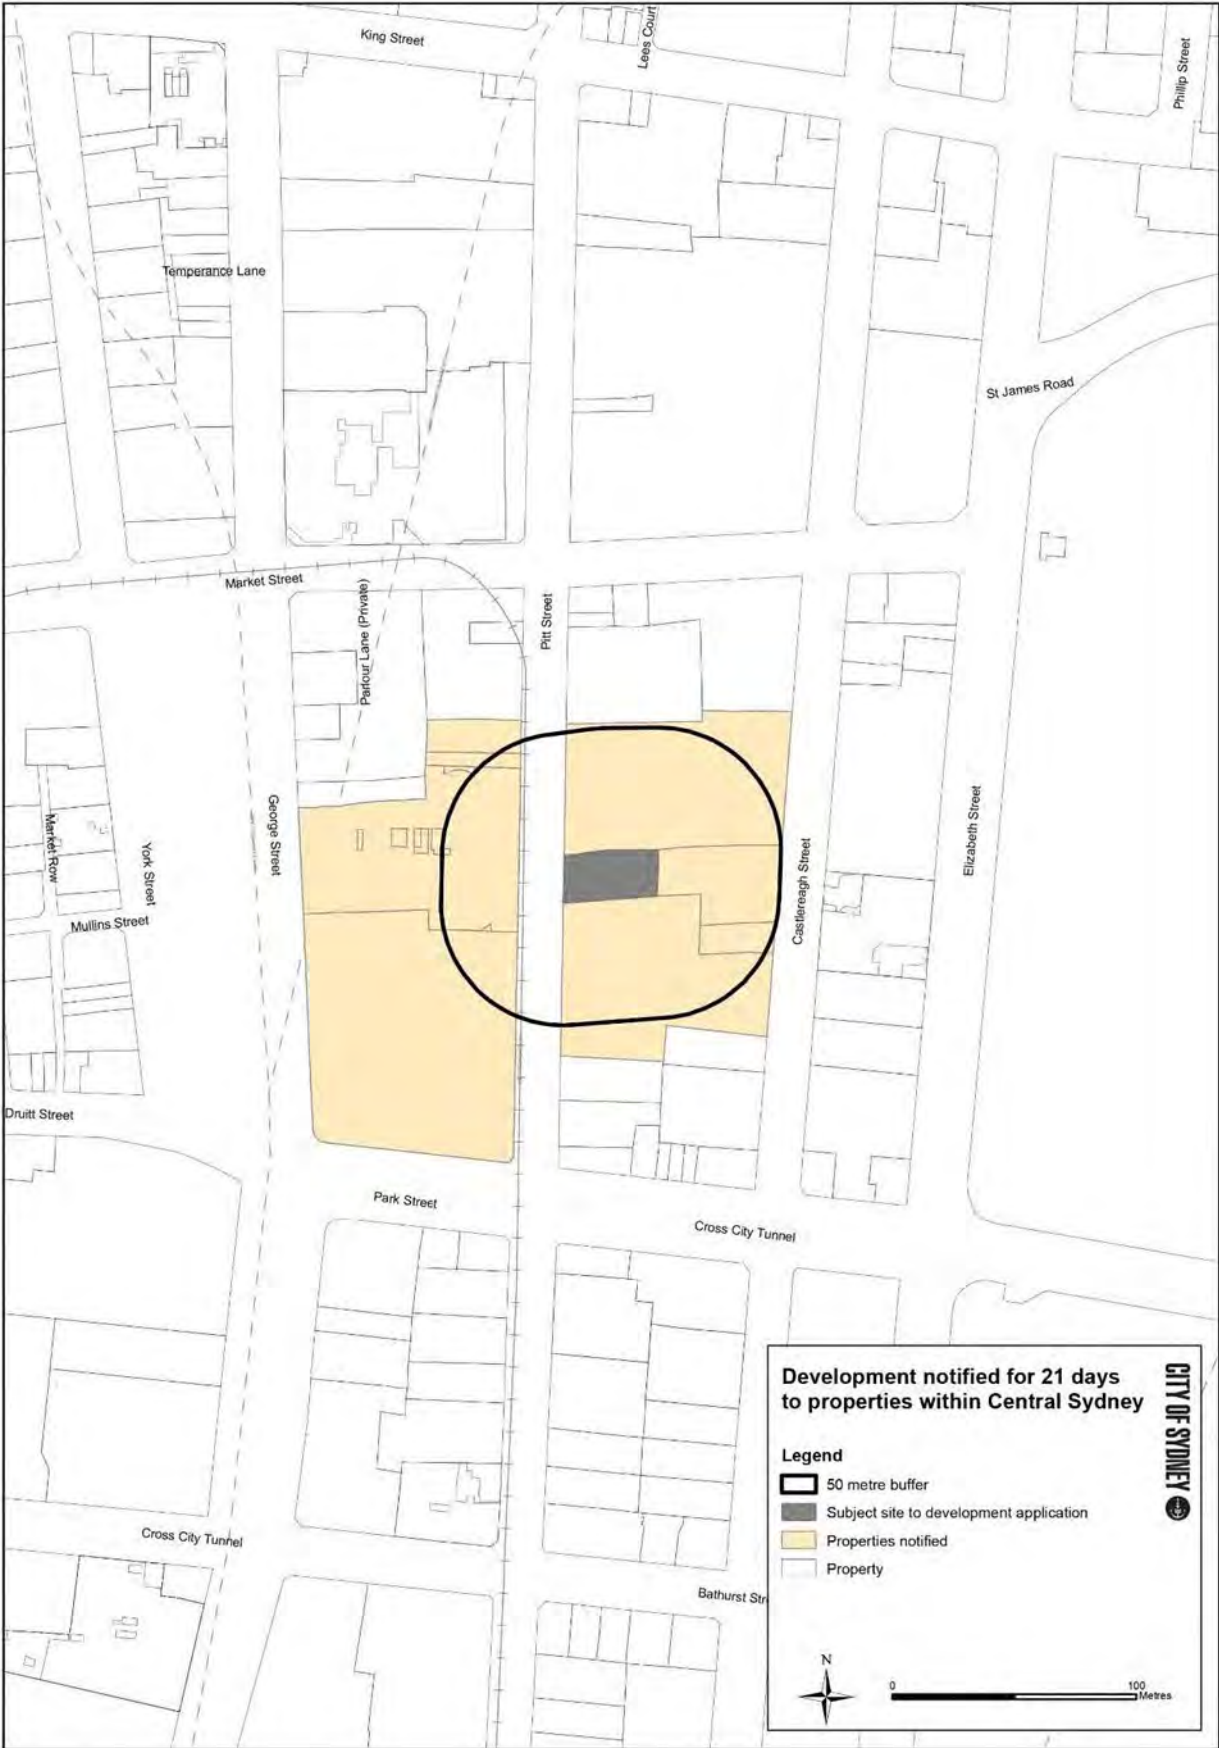 King Street
Lees Court
Phillip Street
Temperance Lane
St James Road
Market Street
Parlour Lane (Private)
Pitt Street
George Street
Market Row
York Street
Castlereagh Street
Elizabeth Street
Mullins Street
Druitt Street
Park Street
Cross City Tunnel
Cross City Tunnel
Bathurst Stre
Development notified for 21 days
to properties within Central Sydney
CITY OF SYDNEY
Legend
50 metre buffer
Subject site to development application
Properties notified
Property
N
0 100
Metres